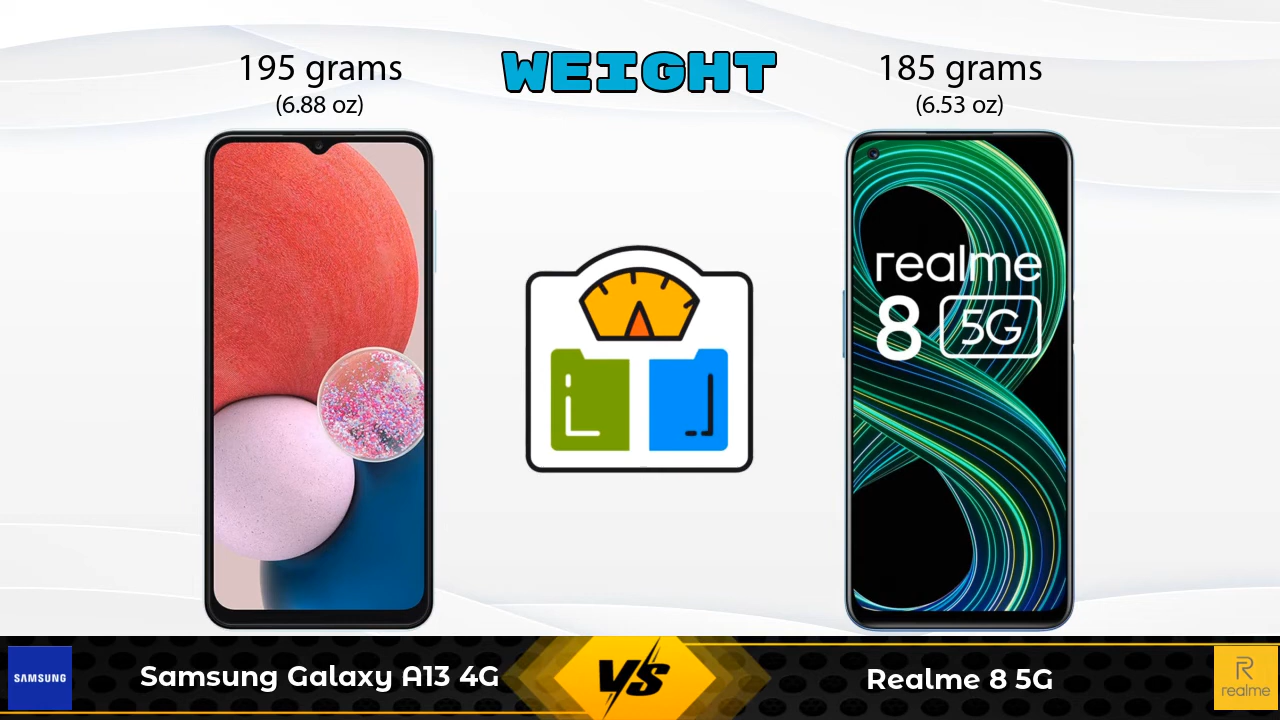 195 grams
(6.88 oz)
WEIGHT
185 grams
(6.53 oz)
realme
8 5G
SAMSUNG
Samsung Galaxy A13 4G
VS
Realme 8 5G
R
realme